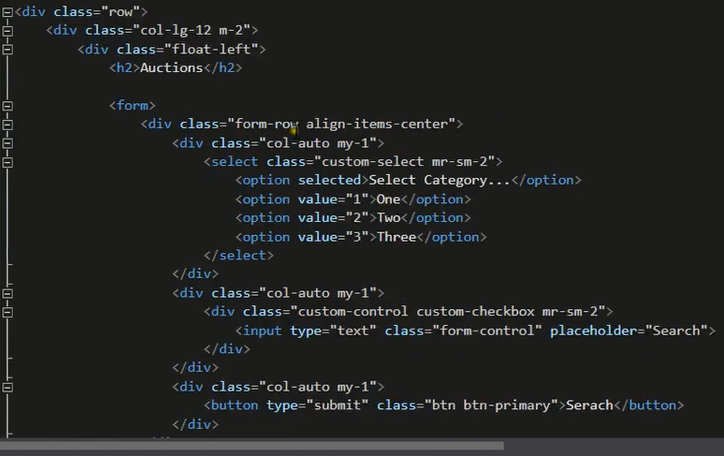 <div class="row">
<div class="col-lg-12 m-2">
<div class="float-left">
<h2>Auctions</h2>
<form>
<div class="form-row align-items-center">
<div class="col-auto my-1">
<select class="custom-select mr-sm-2">
<option selected>Select Category...</option>
<option value="1">One</option>
<option value="2">Two</option>
<option value="3">Three</option>
</select>
</div>
<div class="col-auto my-1">
<div class="custom-control custom-checkbox mr-sm-2">
<input type="text" class="form-control" placeholder="Search">
</div>
</div>
<div class="col-auto my-1">
<button type="submit" class="btn btn-primary">Serach</button>
</div>